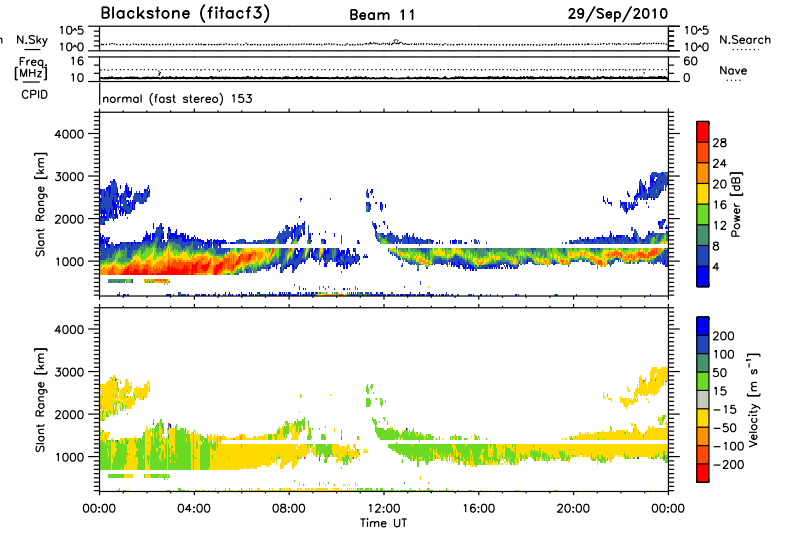 Blackstone (fitacf3) Beam 11 29/Sep/2010
N.Sky 10^5 10^5 N.Search
10^0 10^0
Freq. 16 60
[MHz] 10 0 Nave
CPID normal (fast stereo) 153
Slant Range [km]
4000
3000
2000
1000
28
24
20
16
12
8
4
Power [dB]
Slant Range [km]
4000
3000
2000
1000
200
100
50
15
-15
-50
-100
-200
Velocity [m s^-1]
00:00 04:00 08:00 12:00 16:00 20:00 00:00
Time UT